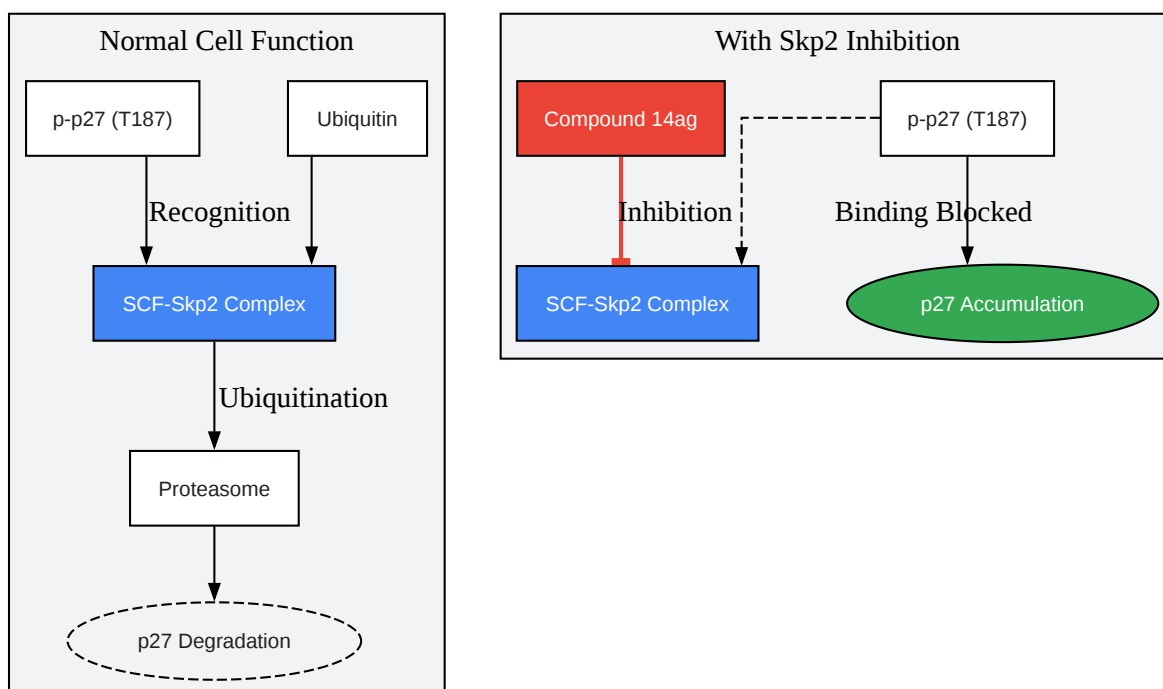 Normal Cell Function
p-p27 (T187)
Ubiquitin
Recognition
SCF-Skp2 Complex
Ubiquitination
Proteasome
p27 Degradation
With Skp2 Inhibition
Compound 14ag
p-p27 (T187)
Inhibition
Binding Blocked
SCF-Skp2 Complex
p27 Accumulation